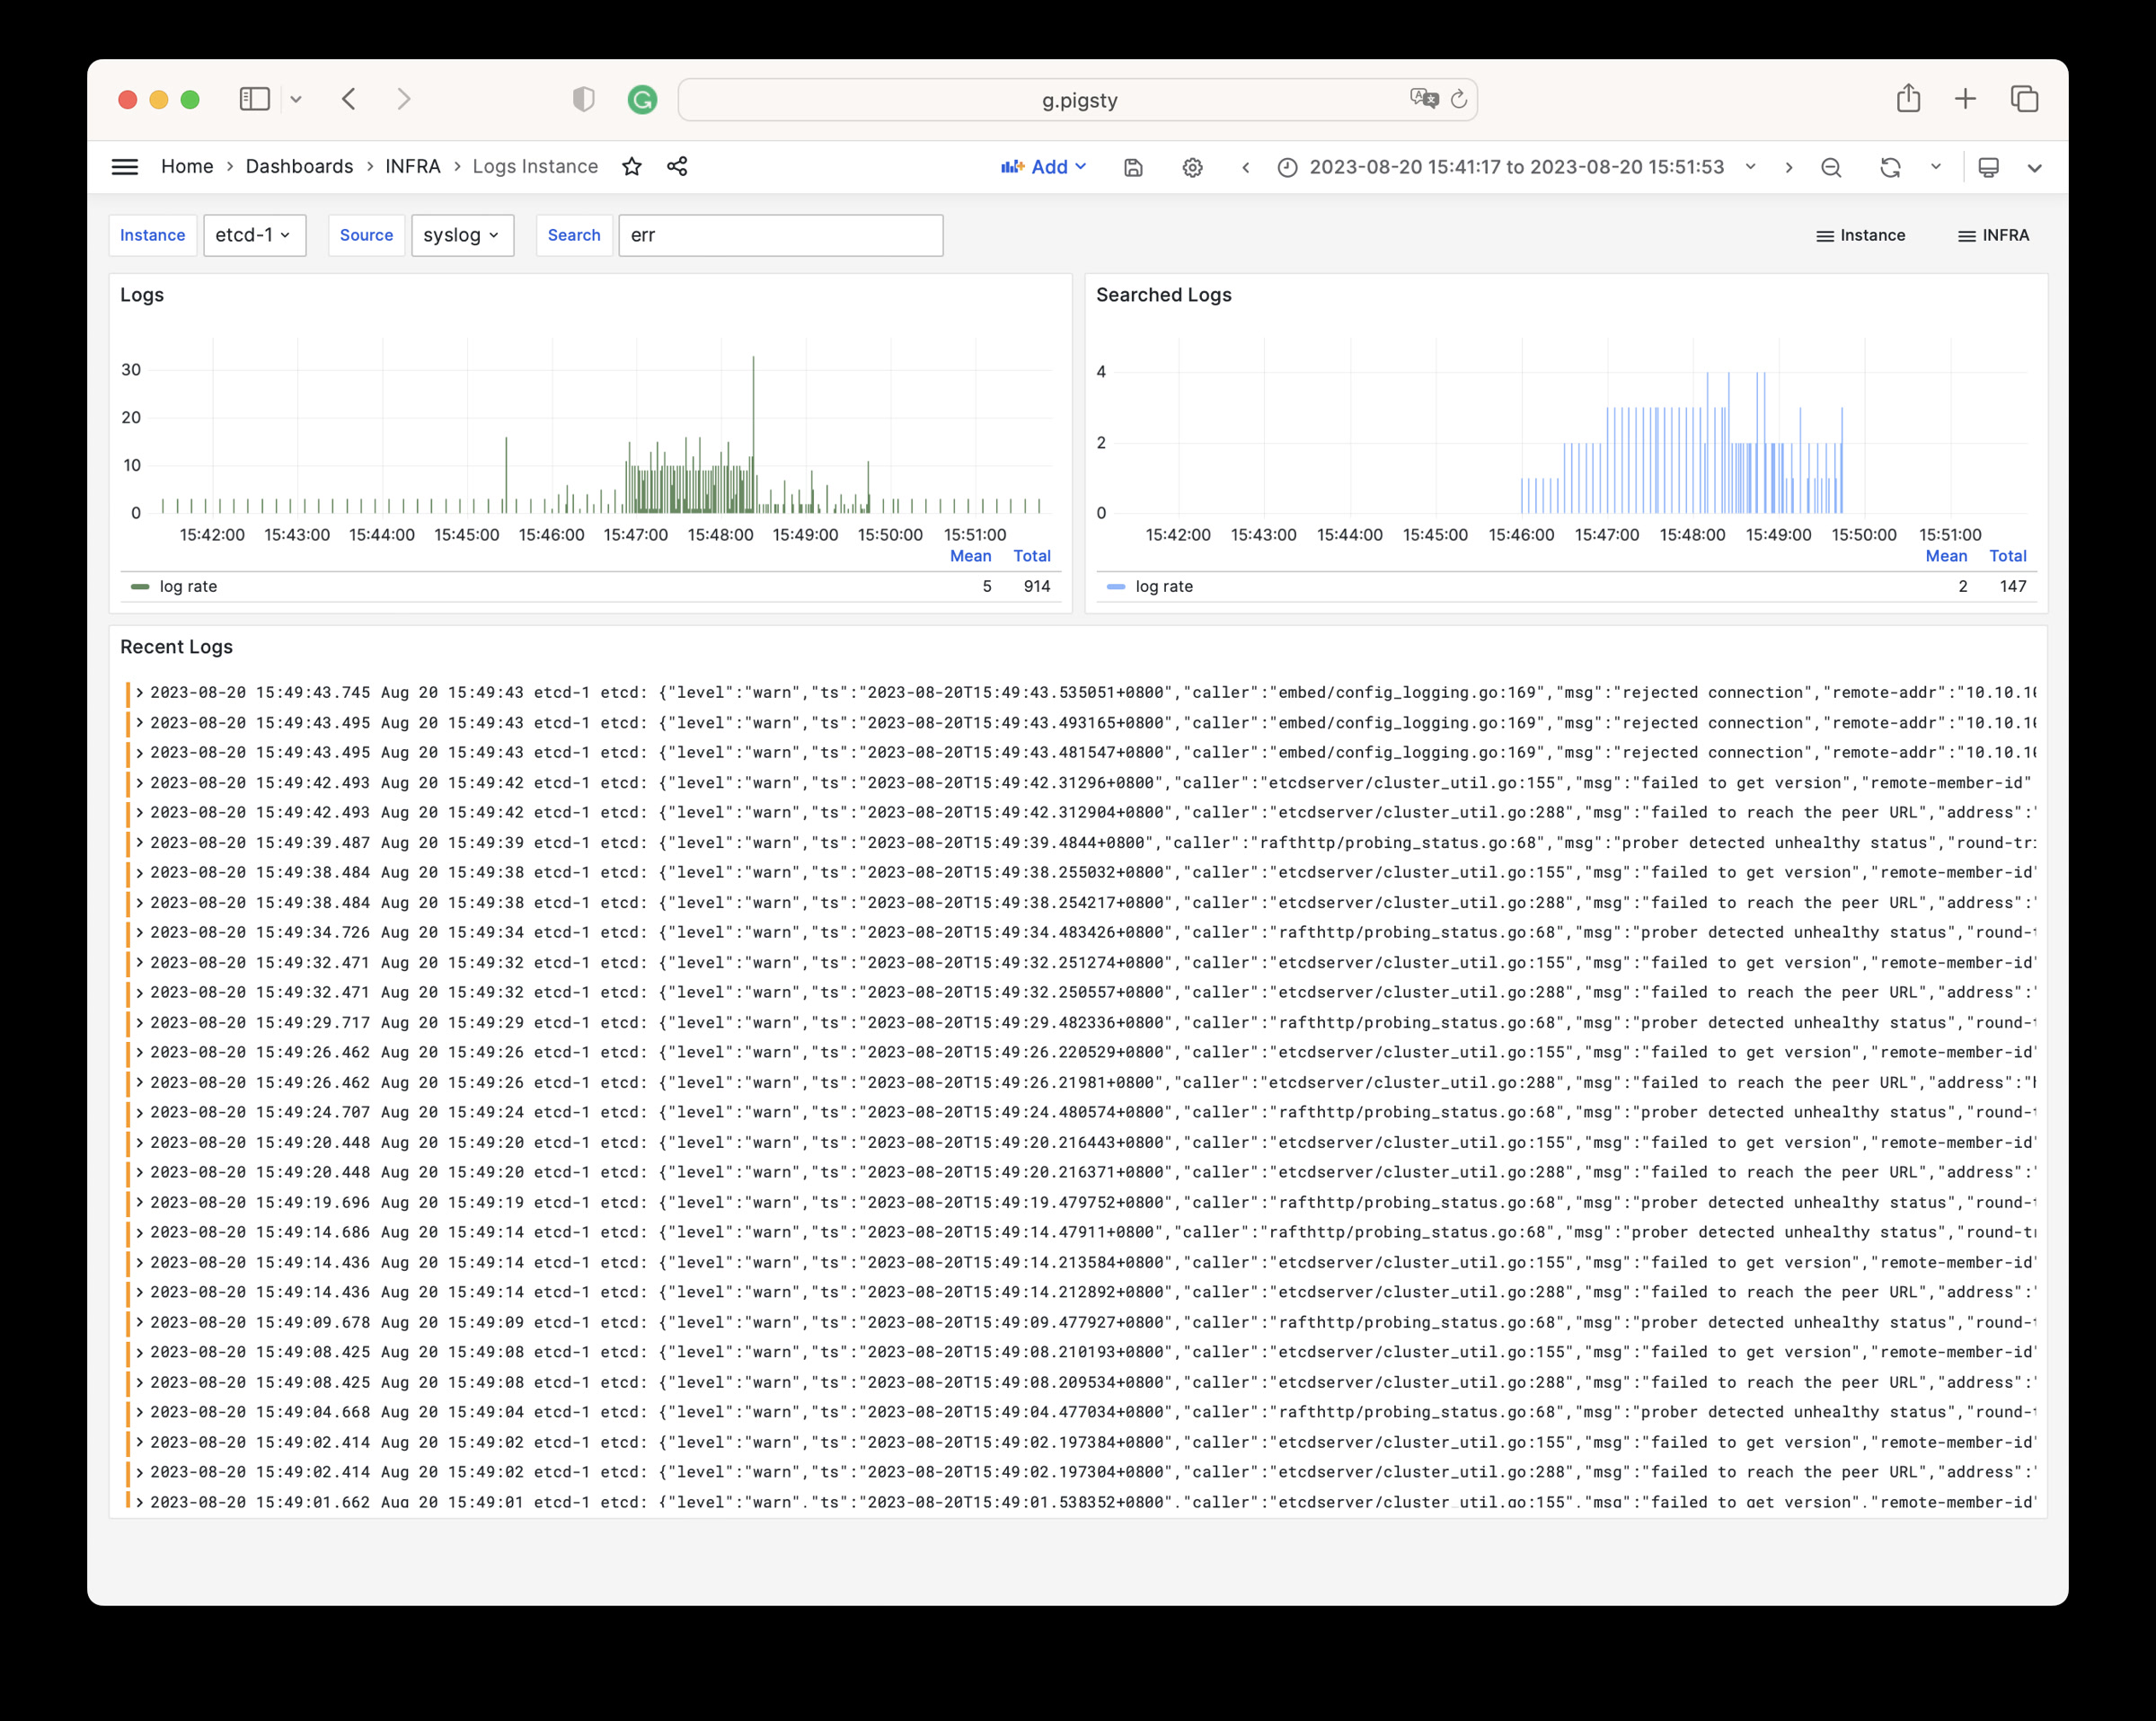 g.pigsty
Home › Dashboards › INFRA › Logs Instance Add 2023-08-20 15:41:17 to 2023-08-20 15:51:53
Instance etcd-1 Source syslog Search err Instance INFRA
Logs
30
20
10
0
15:42:00 15:43:00 15:44:00 15:45:00 15:46:00 15:47:00 15:48:00 15:49:00 15:50:00 15:51:00
Mean Total
log rate 5 914
Searched Logs
4
2
0
15:42:00 15:43:00 15:44:00 15:45:00 15:46:00 15:47:00 15:48:00 15:49:00 15:50:00 15:51:00
Mean Total
log rate 2 147
Recent Logs
› 2023-08-20 15:49:43.745 Aug 20 15:49:43 etcd-1 etcd: {"level":"warn","ts":"2023-08-20T15:49:43.535051+0800","caller":"embed/config_logging.go:169","msg":"rejected connection","remote-addr":"10.10.10
› 2023-08-20 15:49:43.495 Aug 20 15:49:43 etcd-1 etcd: {"level":"warn","ts":"2023-08-20T15:49:43.493165+0800","caller":"embed/config_logging.go:169","msg":"rejected connection","remote-addr":"10.10.10
› 2023-08-20 15:49:43.495 Aug 20 15:49:43 etcd-1 etcd: {"level":"warn","ts":"2023-08-20T15:49:43.481547+0800","caller":"embed/config_logging.go:169","msg":"rejected connection","remote-addr":"10.10.10
› 2023-08-20 15:49:42.493 Aug 20 15:49:42 etcd-1 etcd: {"level":"warn","ts":"2023-08-20T15:49:42.31296+0800","caller":"etcdserver/cluster_util.go:155","msg":"failed to get version","remote-member-id"
› 2023-08-20 15:49:42.493 Aug 20 15:49:42 etcd-1 etcd: {"level":"warn","ts":"2023-08-20T15:49:42.312904+0800","caller":"etcdserver/cluster_util.go:288","msg":"failed to reach the peer URL","address":"
› 2023-08-20 15:49:39.487 Aug 20 15:49:39 etcd-1 etcd: {"level":"warn","ts":"2023-08-20T15:49:39.4844+0800","caller":"rafthttp/probing_status.go:68","msg":"prober detected unhealthy status","round-tri
› 2023-08-20 15:49:38.484 Aug 20 15:49:38 etcd-1 etcd: {"level":"warn","ts":"2023-08-20T15:49:38.255032+0800","caller":"etcdserver/cluster_util.go:155","msg":"failed to get version","remote-member-id"
› 2023-08-20 15:49:38.484 Aug 20 15:49:38 etcd-1 etcd: {"level":"warn","ts":"2023-08-20T15:49:38.254217+0800","caller":"etcdserver/cluster_util.go:288","msg":"failed to reach the peer URL","address":"
› 2023-08-20 15:49:34.726 Aug 20 15:49:34 etcd-1 etcd: {"level":"warn","ts":"2023-08-20T15:49:34.483426+0800","caller":"rafthttp/probing_status.go:68","msg":"prober detected unhealthy status","round-t
› 2023-08-20 15:49:32.471 Aug 20 15:49:32 etcd-1 etcd: {"level":"warn","ts":"2023-08-20T15:49:32.251274+0800","caller":"etcdserver/cluster_util.go:155","msg":"failed to get version","remote-member-id"
› 2023-08-20 15:49:32.471 Aug 20 15:49:32 etcd-1 etcd: {"level":"warn","ts":"2023-08-20T15:49:32.250557+0800","caller":"etcdserver/cluster_util.go:288","msg":"failed to reach the peer URL","address":"
› 2023-08-20 15:49:29.717 Aug 20 15:49:29 etcd-1 etcd: {"level":"warn","ts":"2023-08-20T15:49:29.482336+0800","caller":"rafthttp/probing_status.go:68","msg":"prober detected unhealthy status","round-t
› 2023-08-20 15:49:26.462 Aug 20 15:49:26 etcd-1 etcd: {"level":"warn","ts":"2023-08-20T15:49:26.220529+0800","caller":"etcdserver/cluster_util.go:155","msg":"failed to get version","remote-member-id"
› 2023-08-20 15:49:26.462 Aug 20 15:49:26 etcd-1 etcd: {"level":"warn","ts":"2023-08-20T15:49:26.21981+0800","caller":"etcdserver/cluster_util.go:288","msg":"failed to reach the peer URL","address":"h
› 2023-08-20 15:49:24.707 Aug 20 15:49:24 etcd-1 etcd: {"level":"warn","ts":"2023-08-20T15:49:24.480574+0800","caller":"rafthttp/probing_status.go:68","msg":"prober detected unhealthy status","round-t
› 2023-08-20 15:49:20.448 Aug 20 15:49:20 etcd-1 etcd: {"level":"warn","ts":"2023-08-20T15:49:20.216443+0800","caller":"etcdserver/cluster_util.go:155","msg":"failed to get version","remote-member-id"
› 2023-08-20 15:49:20.448 Aug 20 15:49:20 etcd-1 etcd: {"level":"warn","ts":"2023-08-20T15:49:20.216371+0800","caller":"etcdserver/cluster_util.go:288","msg":"failed to reach the peer URL","address":"
› 2023-08-20 15:49:19.696 Aug 20 15:49:19 etcd-1 etcd: {"level":"warn","ts":"2023-08-20T15:49:19.479752+0800","caller":"rafthttp/probing_status.go:68","msg":"prober detected unhealthy status","round-t
› 2023-08-20 15:49:14.686 Aug 20 15:49:14 etcd-1 etcd: {"level":"warn","ts":"2023-08-20T15:49:14.47911+0800","caller":"rafthttp/probing_status.go:68","msg":"prober detected unhealthy status","round-tr
› 2023-08-20 15:49:14.436 Aug 20 15:49:14 etcd-1 etcd: {"level":"warn","ts":"2023-08-20T15:49:14.213584+0800","caller":"etcdserver/cluster_util.go:155","msg":"failed to get version","remote-member-id"
› 2023-08-20 15:49:14.436 Aug 20 15:49:14 etcd-1 etcd: {"level":"warn","ts":"2023-08-20T15:49:14.212892+0800","caller":"etcdserver/cluster_util.go:288","msg":"failed to reach the peer URL","address":"
› 2023-08-20 15:49:09.678 Aug 20 15:49:09 etcd-1 etcd: {"level":"warn","ts":"2023-08-20T15:49:09.477927+0800","caller":"rafthttp/probing_status.go:68","msg":"prober detected unhealthy status","round-t
› 2023-08-20 15:49:08.425 Aug 20 15:49:08 etcd-1 etcd: {"level":"warn","ts":"2023-08-20T15:49:08.210193+0800","caller":"etcdserver/cluster_util.go:155","msg":"failed to get version","remote-member-id"
› 2023-08-20 15:49:08.425 Aug 20 15:49:08 etcd-1 etcd: {"level":"warn","ts":"2023-08-20T15:49:08.209534+0800","caller":"etcdserver/cluster_util.go:288","msg":"failed to reach the peer URL","address":"
› 2023-08-20 15:49:04.668 Aug 20 15:49:04 etcd-1 etcd: {"level":"warn","ts":"2023-08-20T15:49:04.477034+0800","caller":"rafthttp/probing_status.go:68","msg":"prober detected unhealthy status","round-t
› 2023-08-20 15:49:02.414 Aug 20 15:49:02 etcd-1 etcd: {"level":"warn","ts":"2023-08-20T15:49:02.197384+0800","caller":"etcdserver/cluster_util.go:155","msg":"failed to get version","remote-member-id"
› 2023-08-20 15:49:02.414 Aug 20 15:49:02 etcd-1 etcd: {"level":"warn","ts":"2023-08-20T15:49:02.197304+0800","caller":"etcdserver/cluster_util.go:288","msg":"failed to reach the peer URL","address":"
› 2023-08-20 15:49:01.662 Aug 20 15:49:01 etcd-1 etcd: {"level":"warn","ts":"2023-08-20T15:49:01.538352+0800","caller":"etcdserver/cluster_util.go:155","msg":"failed to get version","remote-member-id"